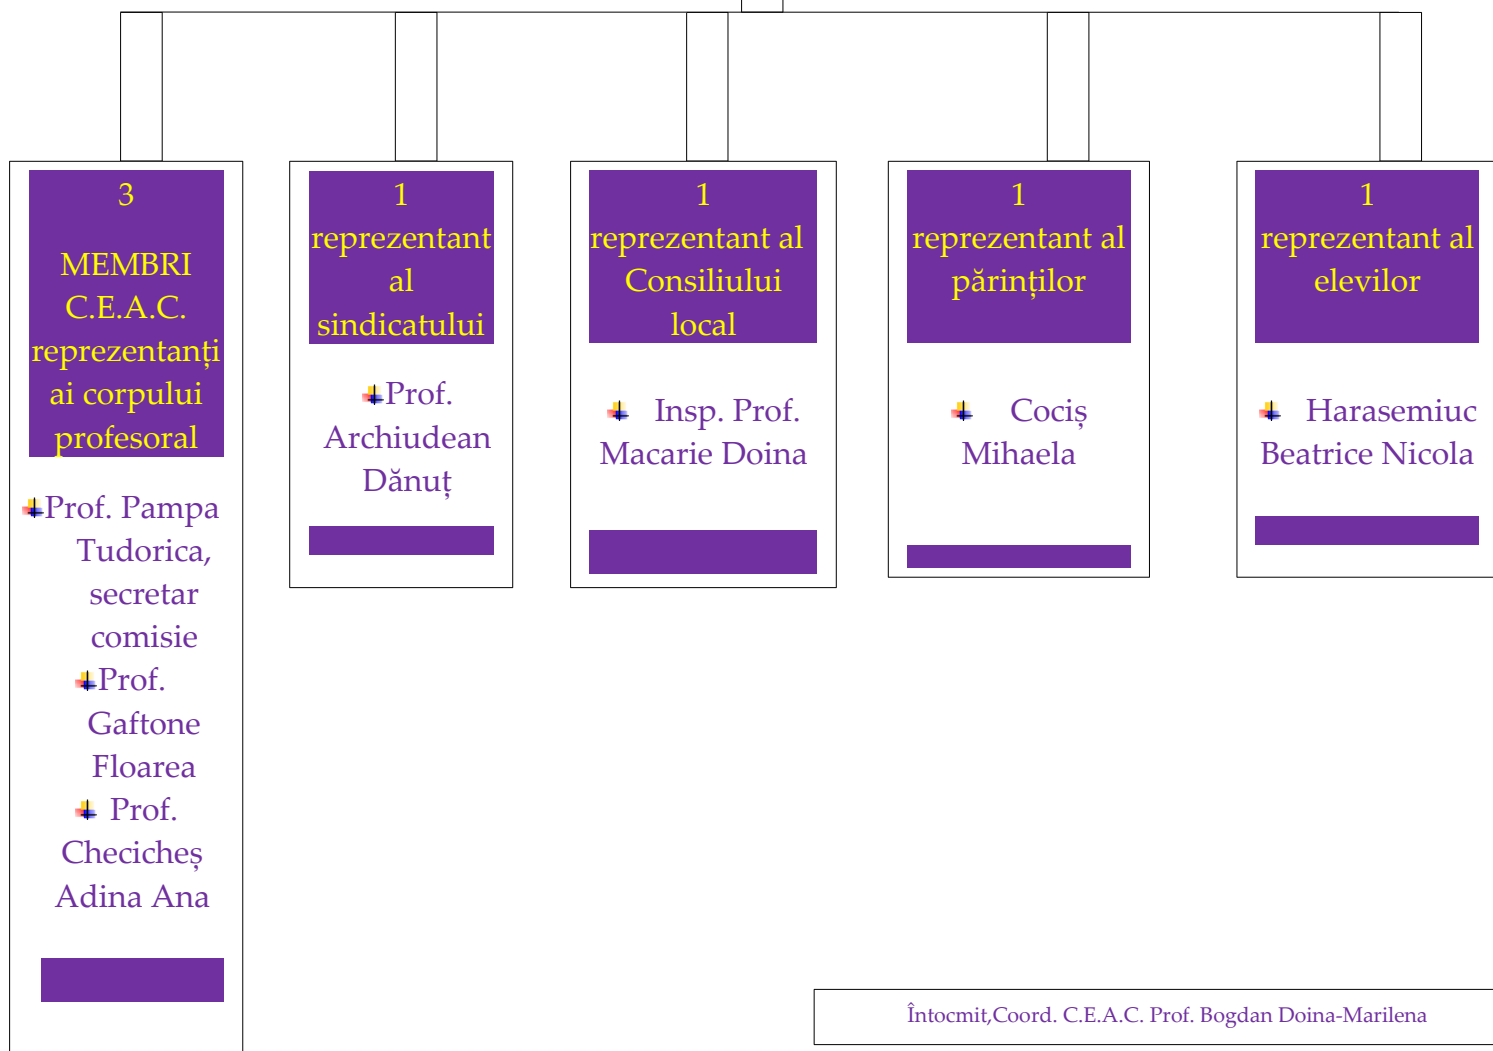 3
MEMBRI
C.E.A.C.
reprezentanți
ai corpului
profesoral
Prof. Pampa
Tudorica,
secretar
comisie
Prof.
Gaftone
Floarea
Prof.
Checicheș
Adina Ana
1
reprezentant
al
sindicatului
Prof.
Archiudean
Dănuț
1
reprezentant al
Consiliului
local
Insp. Prof.
Macarie Doina
1
reprezentant al
părinților
Cociș
Mihaela
1
reprezentant al
elevilor
Harasemiuc
Beatrice Nicola
Întocmit,Coord. C.E.A.C. Prof. Bogdan Doina-Marilena